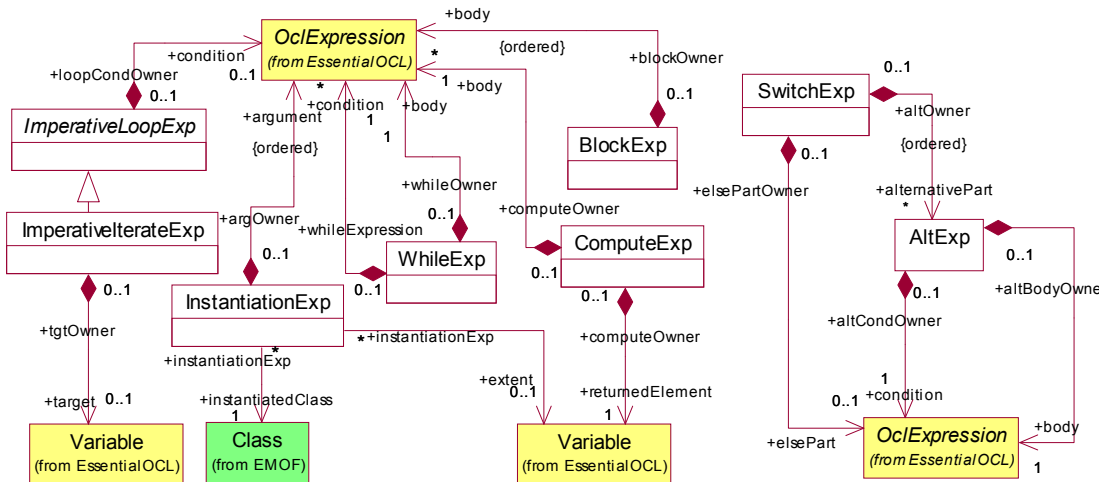 +body
OclExpression
(from EssentialOCL)
+condition
0..1
*
{ordered}
*
1
+body
+loopCondOwner
0..1
ImperativeLoopExp
+argument
{ordered}
+condition
1
+body
1
+blockOwner
0..1
BlockExp
SwitchExp
0..1
+altOwner
{ordered}
0..1
+elsePartOwner
+alternativePart
*
ImperativeIterateExp
+argOwner
0..1
+whileExpression
+whileOwner
0..1
WhileExp
0..1
+computeOwner
ComputeExp
0..1
0..1
AltExp
0..1
0..1
+altBodyOwner
+altCondOwner
0..1
+tgtOwner
InstantiationExp
*
+instantiationExp
*
+instantiationExp
+computeOwner
+target
0..1
+instantiatedClass
1
+extent
0..1
+returnedElement
1
1
+condition
0..1
+elsePart
+body
1
Variable
(from EssentialOCL)
Class
(from EMOF)
Variable
(from EssentialOCL)
OclExpression
(from EssentialOCL)